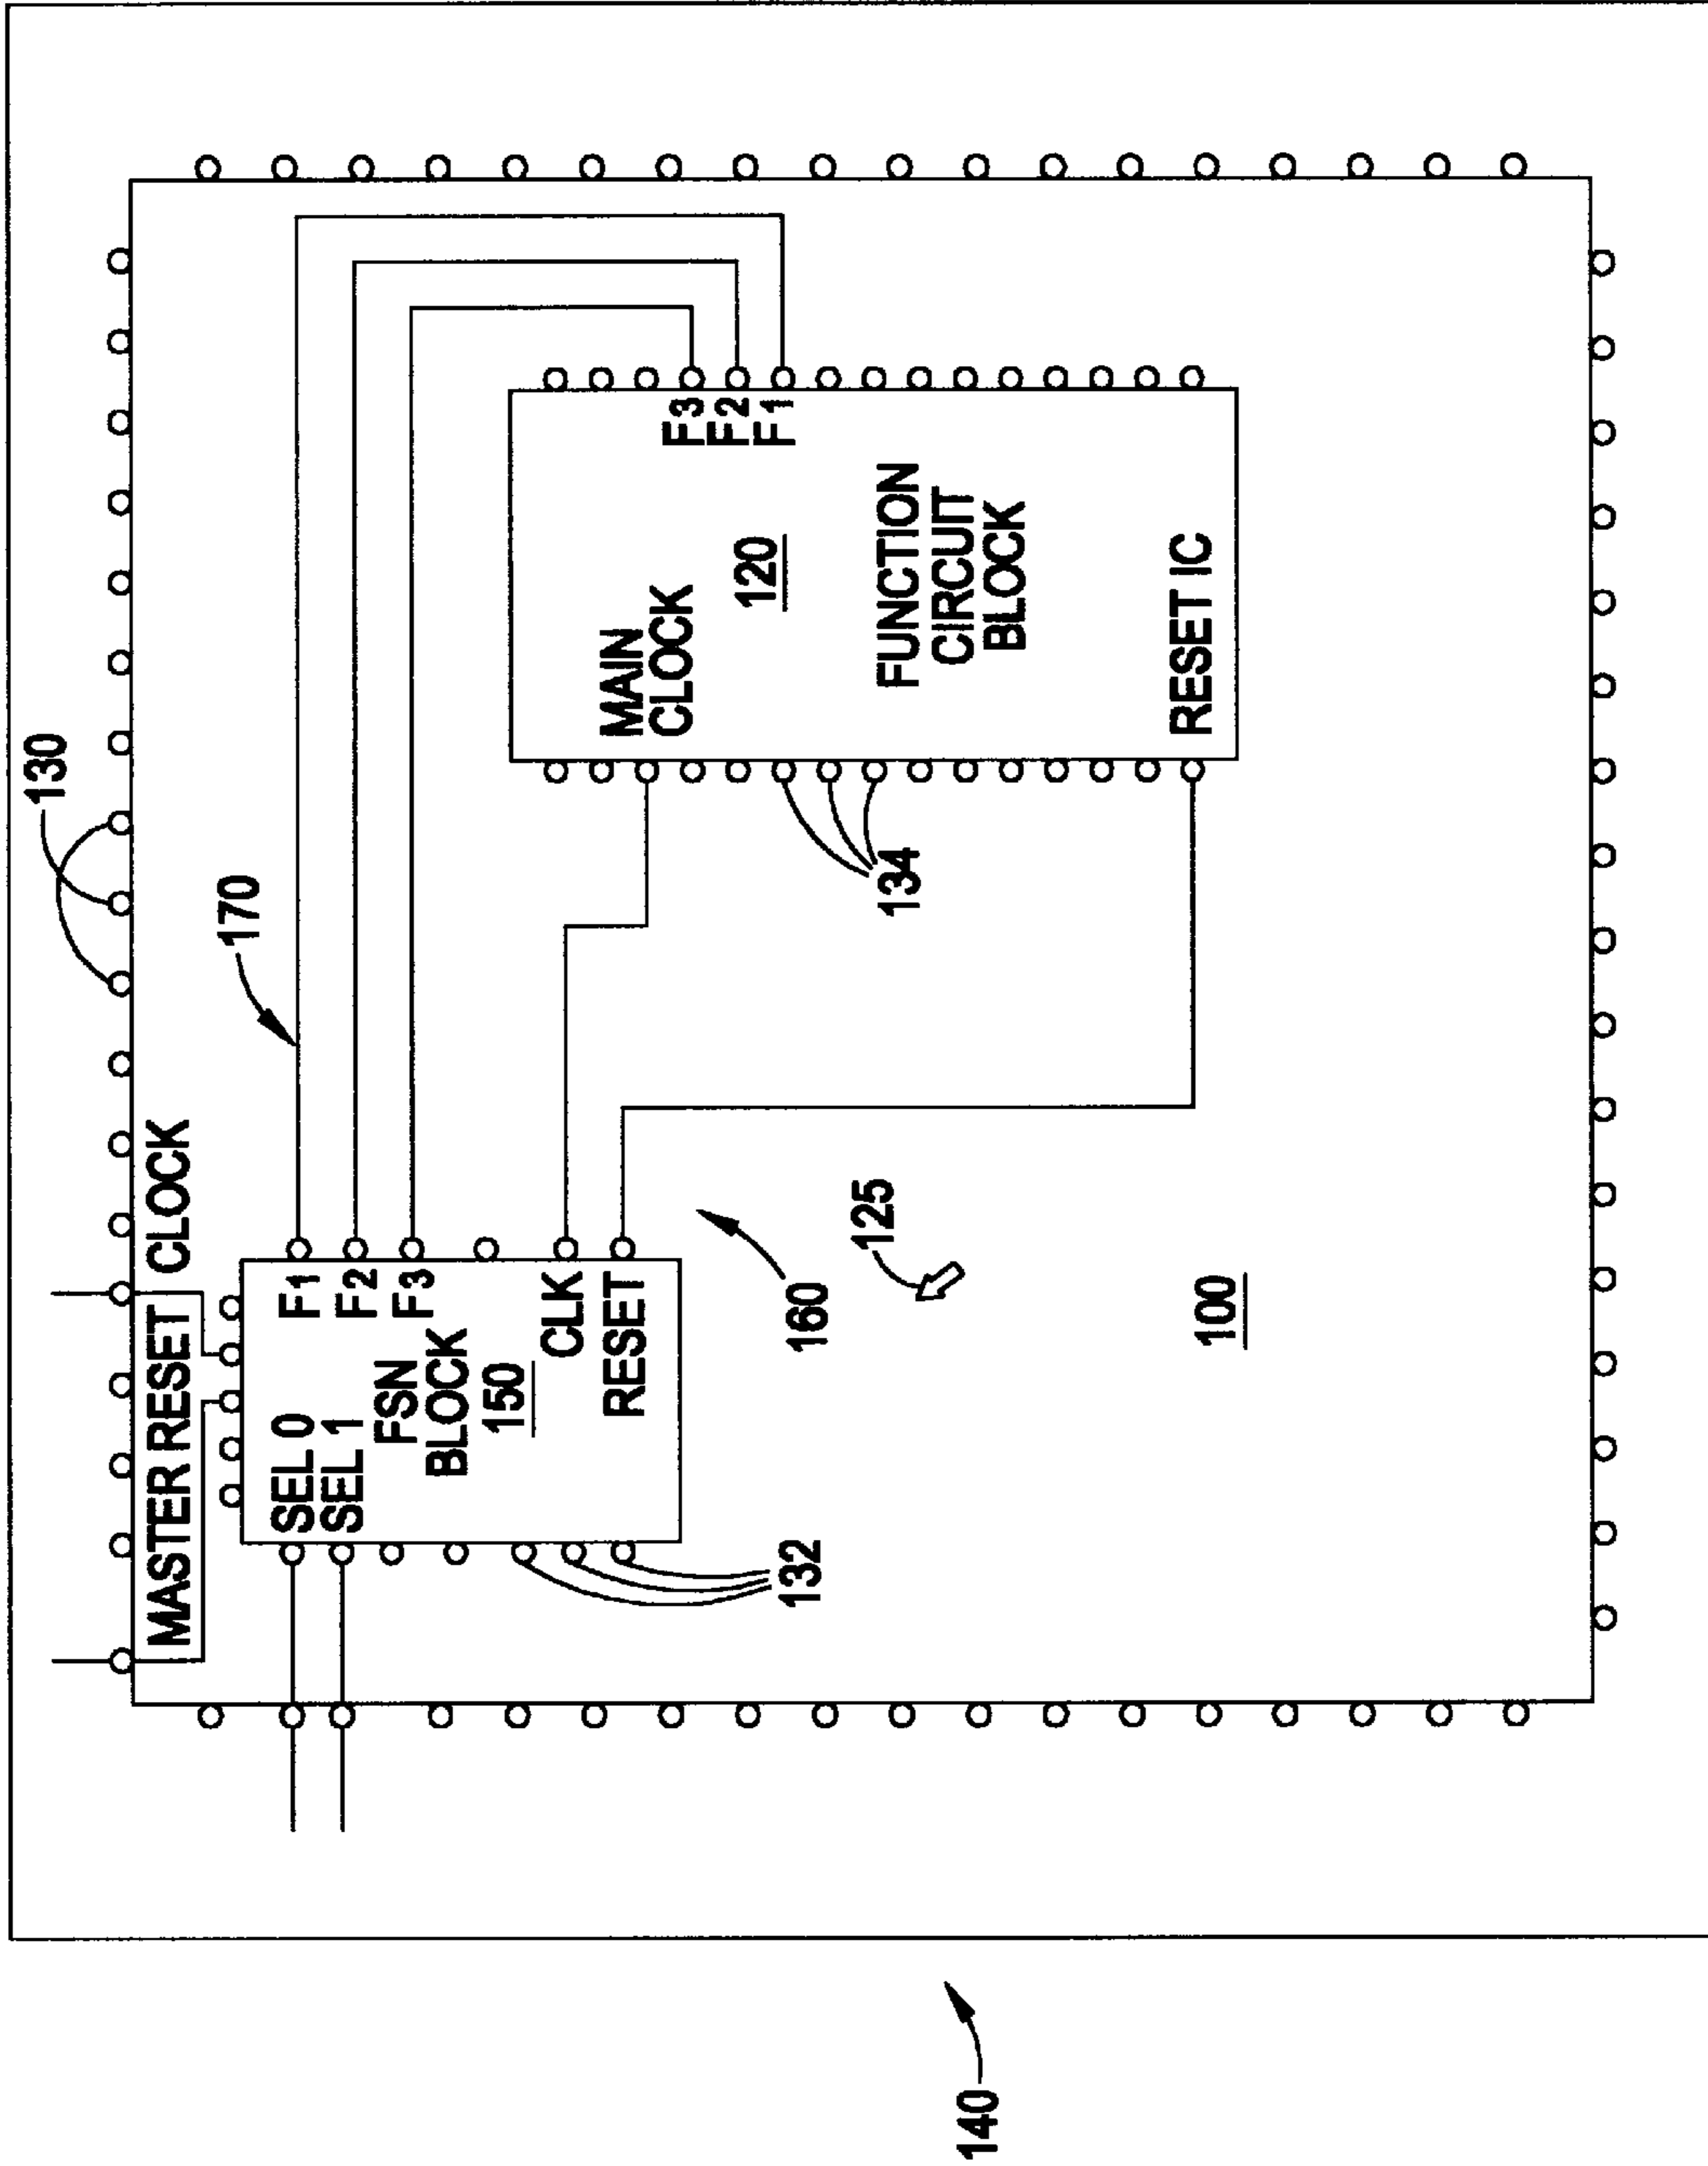 130
170
MASTER RESET
CLOCK
SEL 0
SEL 1
FSN
BLOCK
150
F1
F2
F3
CLK
RESET
132
160
125
100
134
MAIN
CLOCK
120
F3
F2
F1
FUNCTION
CIRCUIT
BLOCK
RESET IC
140